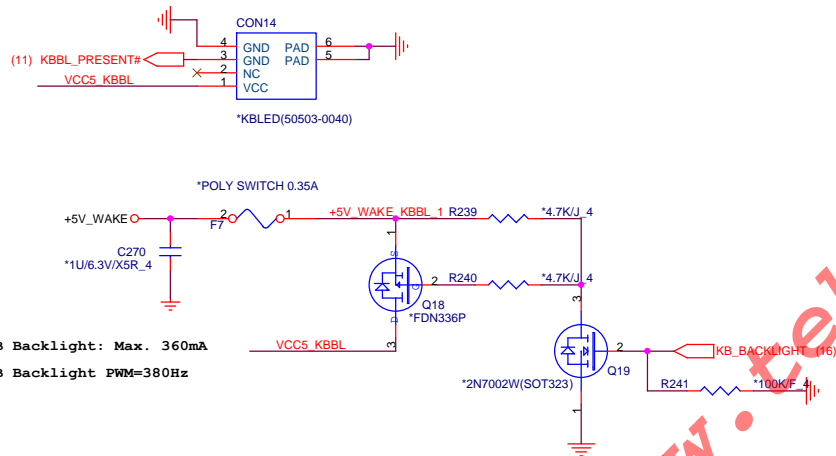 CON14
4 GND PAD 6
(11) KBBL_PRESENT# 3 GND PAD 5
2 NC
VCC5_KBBL 1 VCC
*KBLED(50503-0040)
*POLY SWITCH 0.35A
+5V_WAKE 2 F7 1 +5V_WAKE_KBBL_1 R239 *4.7K/J_4
C270
*1U/6.3V/X5R_4
1 S
G 2 R240 *4.7K/J_4
Q18
*FDN336P
D 3
VCC5_KBBL
Backlight: Max. 360mA
Backlight PWM=380Hz
3
2 KB_BACKLIGHT (16)
Q19
*2N7002W(SOT323)
R241 *100K/F_4
1